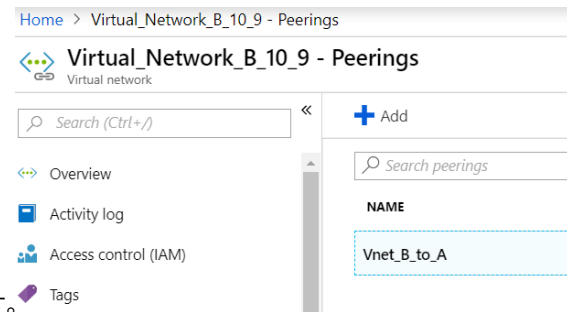 Home > Virtual_Network_B_10_9 - Peerings
Virtual_Network_B_10_9 - Peerings
Virtual network
Search (Ctrl+/)
«
Overview
Activity log
Access control (IAM)
Tags
Add
Search peerings
NAME
Vnet_B_to_A